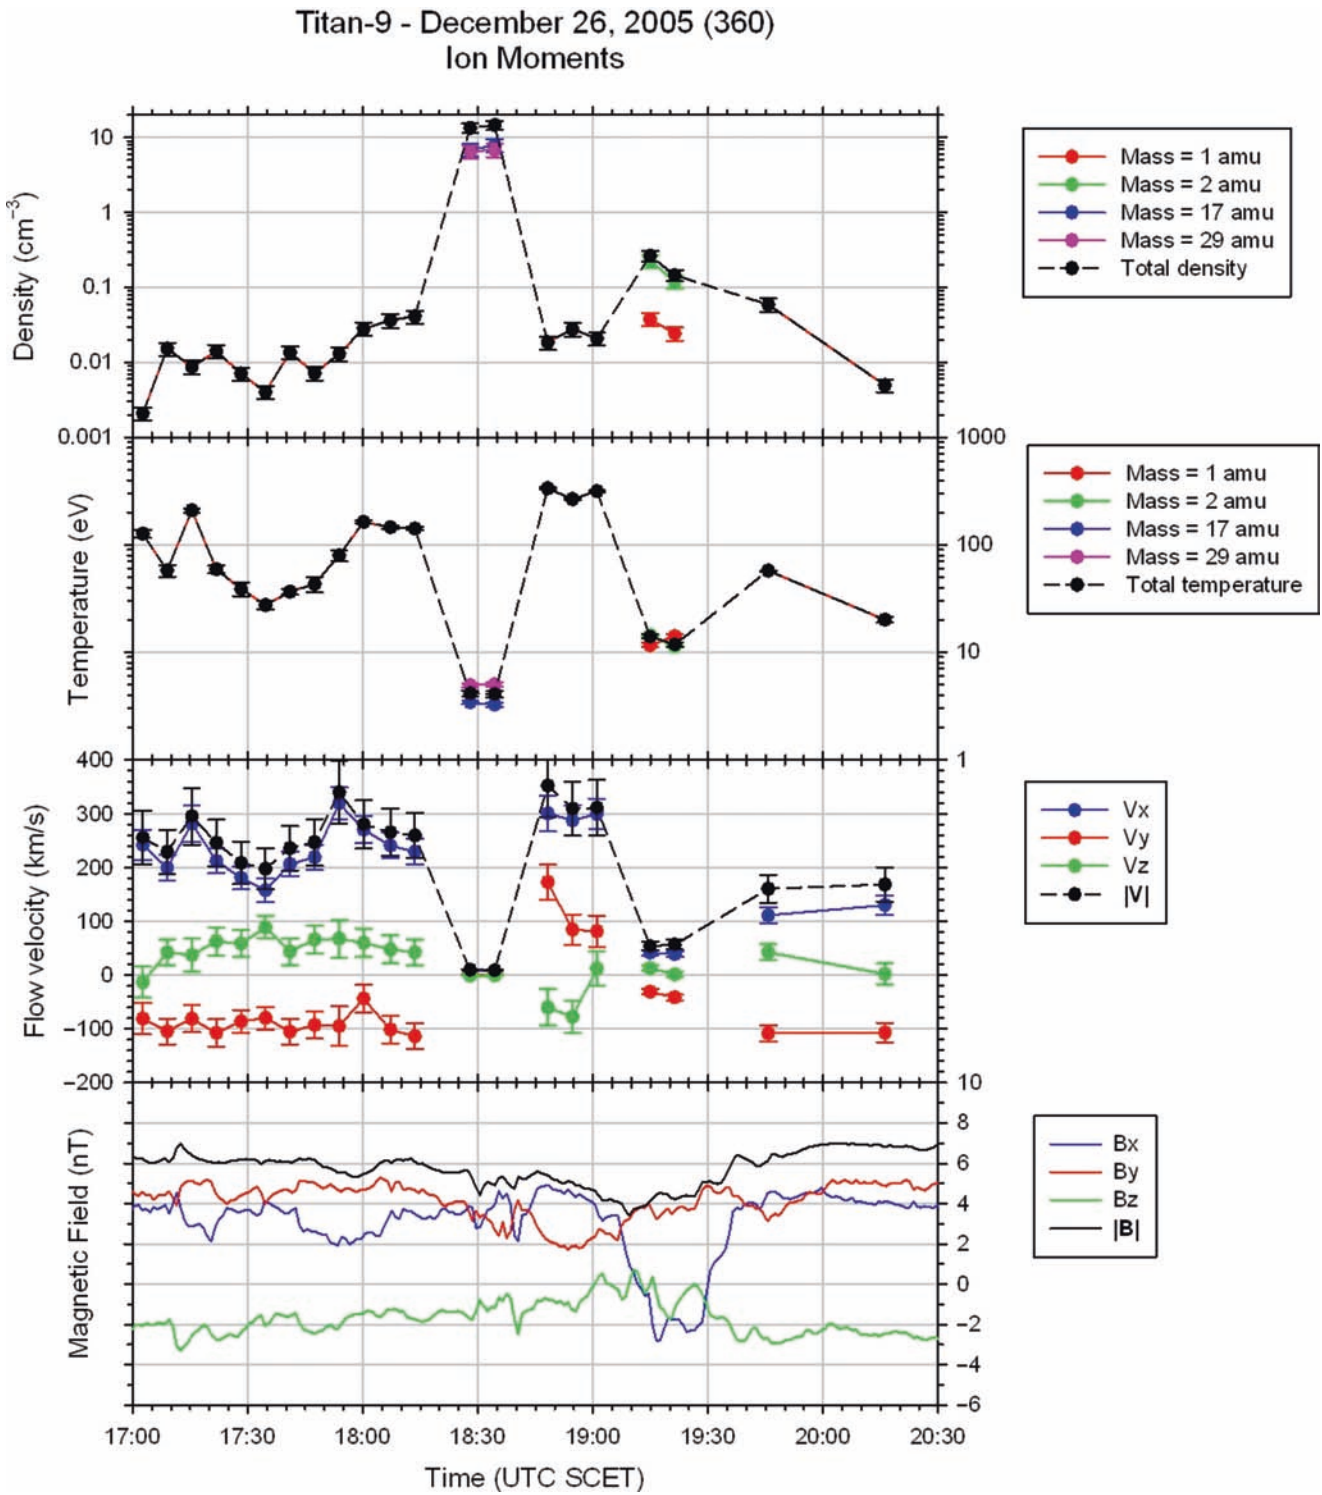 Titan-9 - December 26, 2005 (360)
Ion Moments
Density (cm⁻³)
10
1
0.1
0.01
0.001
Mass = 1 amu
Mass = 2 amu
Mass = 17 amu
Mass = 29 amu
Total density
Temperature (eV)
1000
100
10
1
Mass = 1 amu
Mass = 2 amu
Mass = 17 amu
Mass = 29 amu
Total temperature
Flow velocity (km/s)
400
300
200
100
0
−100
−200
Vx
Vy
Vz
|V|
Magnetic Field (nT)
10
8
6
4
2
0
−2
−4
−6
Bx
By
Bz
|B|
17:00 17:30 18:00 18:30 19:00 19:30 20:00 20:30
Time (UTC SCET)